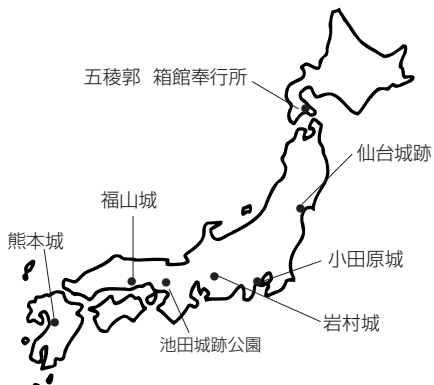 五稜郭 箱館奉行所
仙台城跡
福山城
熊本城
小田原城
岩村城
池田城跡公園